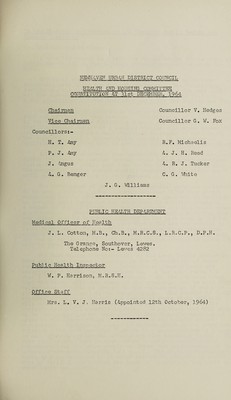 NEWHAVEN URBAN DISTRICT COUNCIL
HEALTH AND HOUSING COMMITTEE
CONSTITUTION AT 31st DECEMBER, 1964
Chairman Councillor V. Hedges
Vice Chairman Councillor G. W. Fox
Councillors:-
H. T. Amy R.F. Michaelis
P. J. Amy A. J. H. Reed
J. Angus A. R. J. Tucker
A. G. Banger C. G. White
J. G. Williams
PUBLIC HEALTH DEPARTMENT
Medical Officer of Health
J. L. Cotton, M.B., Ch.B., M.R.C.S., L.R.C.P., D.P.H.
The Grange, Southover, Lewes.
Telephone No:- Lewes 4982
Public Health Inspector
W. P. Harrison, M.R.S.H.
Office Staff
Mrs. L. V. J. Harris (Appointed 12th October, 1964)